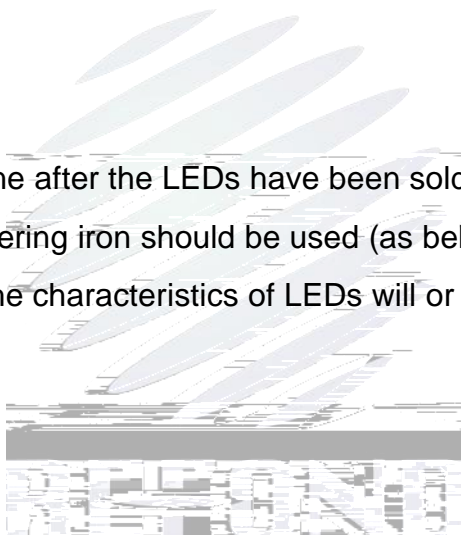 ne after the LEDs have been sold
ering iron should be used (as bel
ne characteristics of LEDs will or